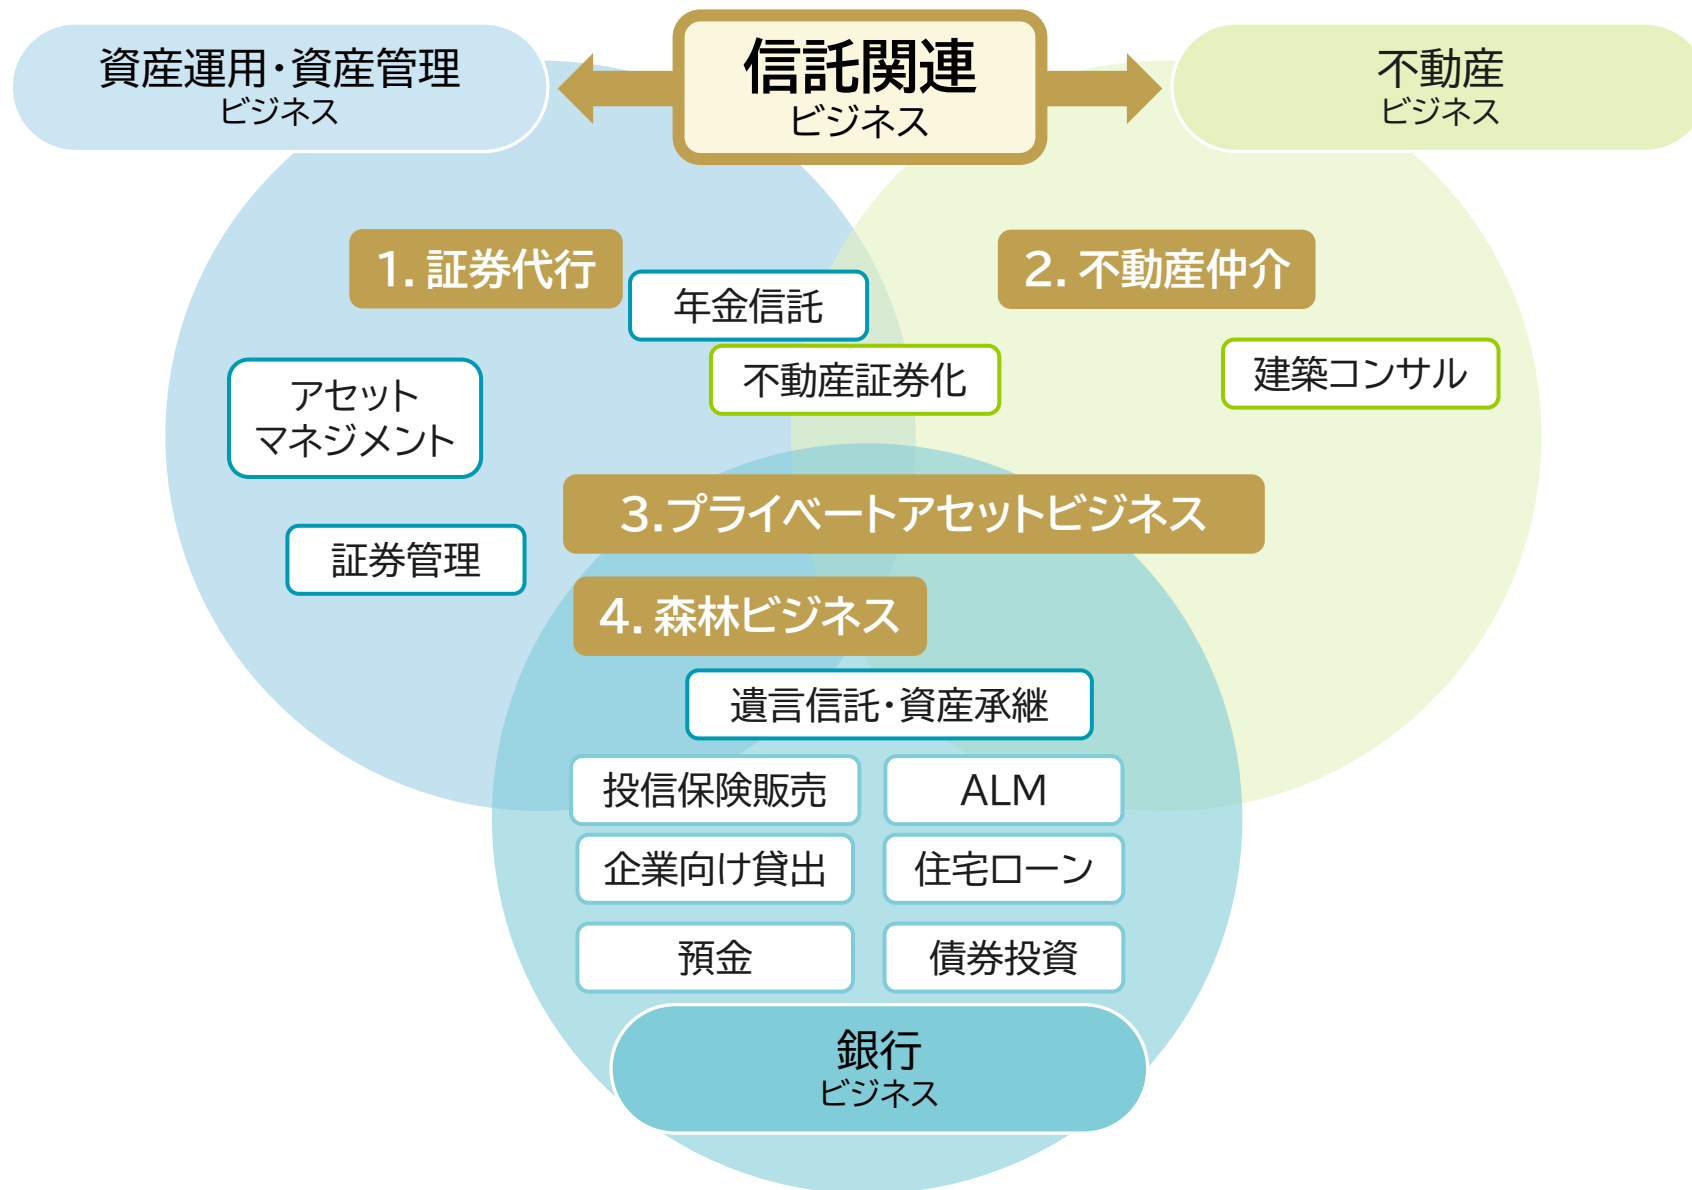 資産運用・資産管理
ビジネス
信託関連
ビジネス
不動産
ビジネス
1. 証券代行
2. 不動産仲介
年金信託
不動産証券化
建築コンサル
アセット
マネジメント
3.プライベートアセットビジネス
証券管理
4. 森林ビジネス
遺言信託・資産承継
投信保険販売
ALM
企業向け貸出
住宅ローン
預金
債券投資
銀行
ビジネス